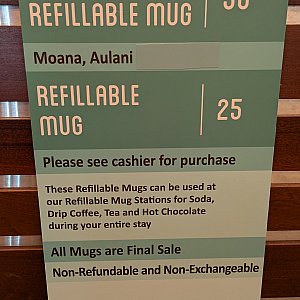 REFILLABLE MUG
Moana, Aulani
REFILLABLE
MUG
25
Please see cashier for purchase
These Refillable Mugs can be used at
our Refillable Mug Stations for Soda,
Drip Coffee, Tea and Hot Chocolate
during your entire stay
All Mugs are Final Sale
Non-Refundable and Non-Exchangeable